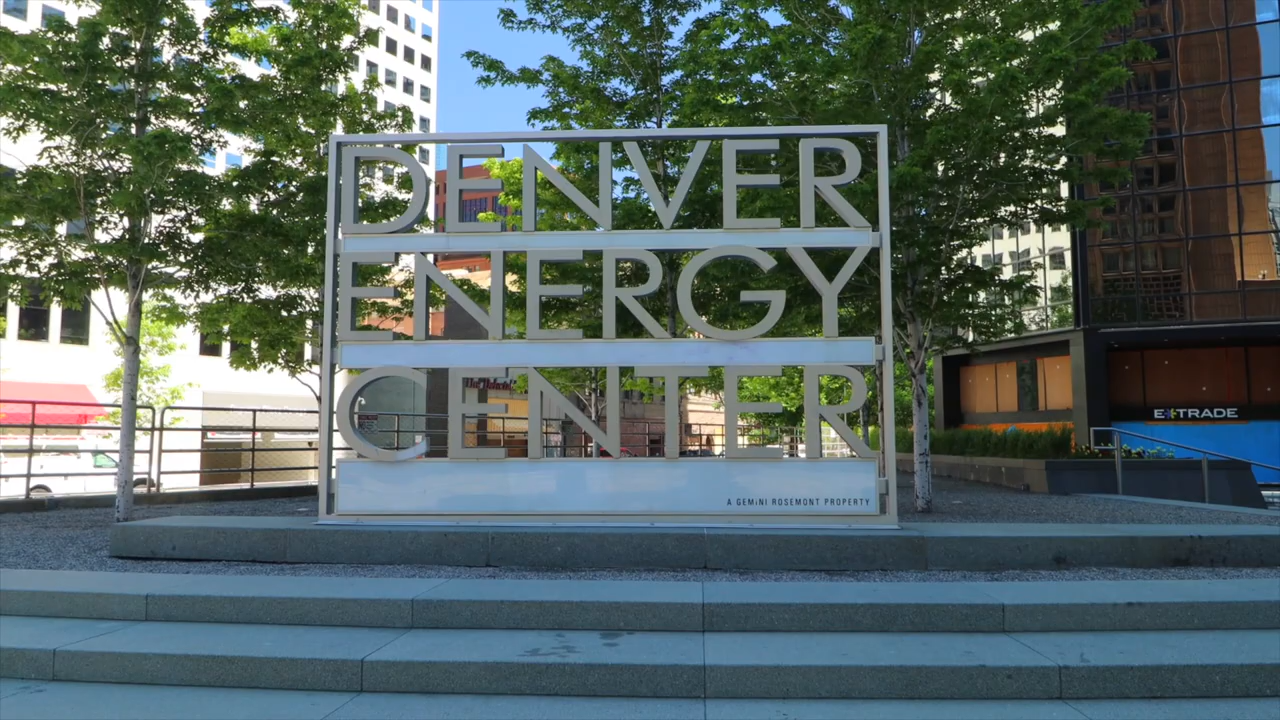 DENVER
ENERGY
CENTER
A GEMINI ROSEMONT PROPERTY
E*TRADE